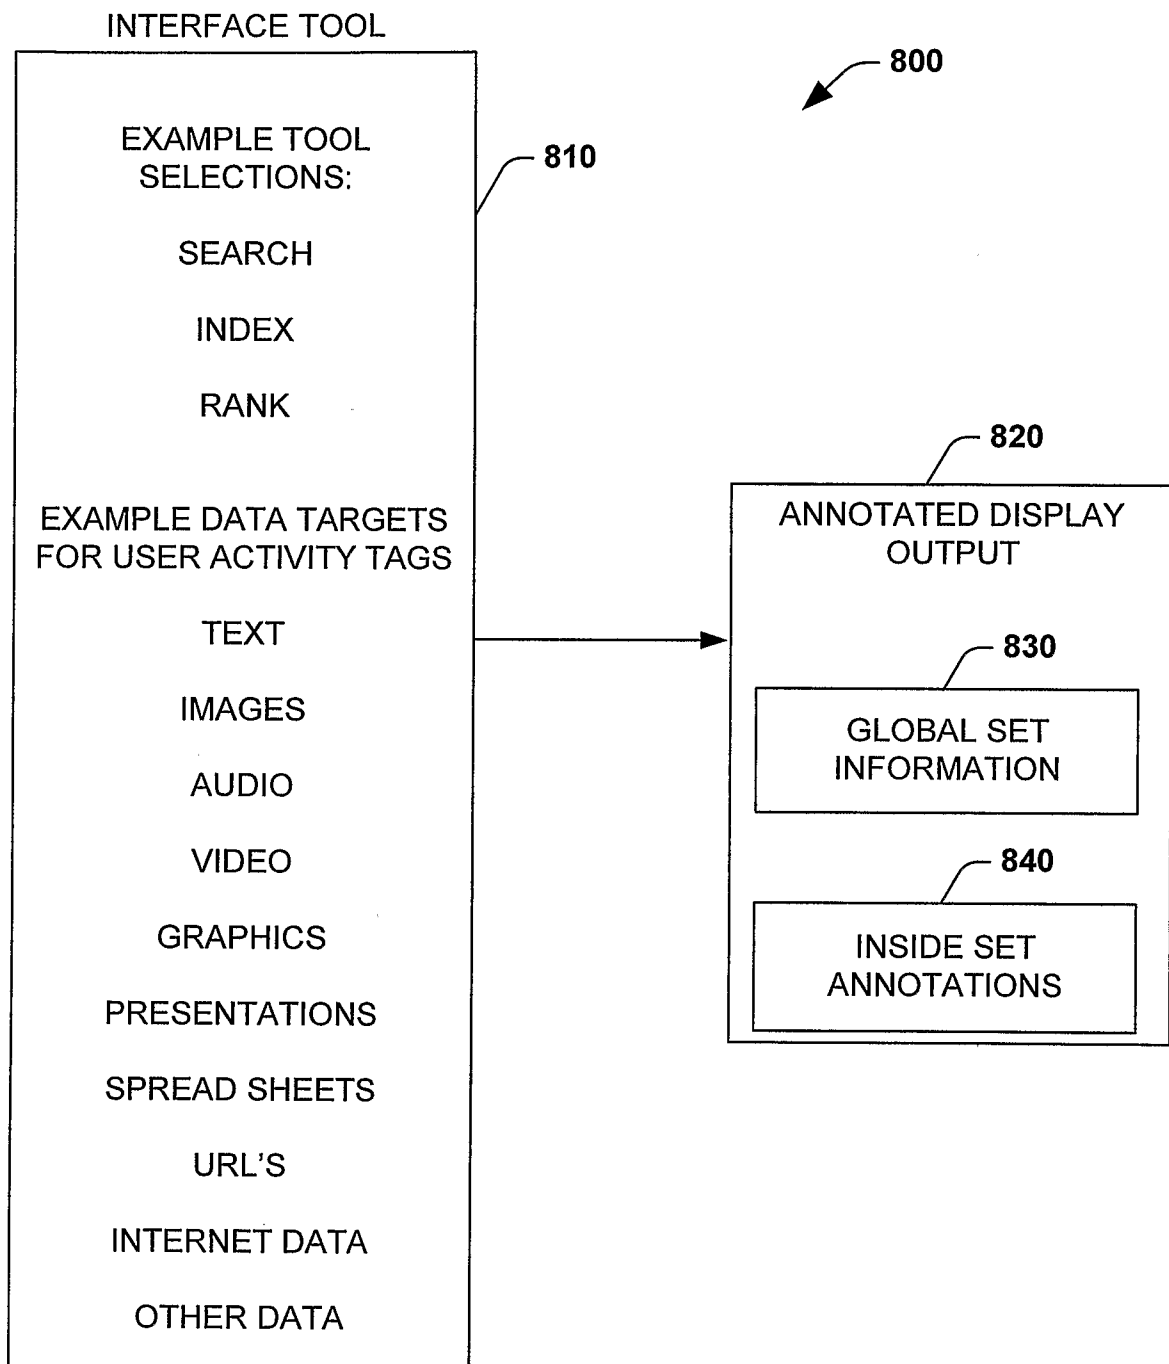 INTERFACE TOOL
800
EXAMPLE TOOL
SELECTIONS:
810
SEARCH
INDEX
RANK
820
EXAMPLE DATA TARGETS
FOR USER ACTIVITY TAGS
ANNOTATED DISPLAY
OUTPUT
TEXT
IMAGES
AUDIO
VIDEO
GRAPHICS
PRESENTATIONS
SPREAD SHEETS
URL'S
INTERNET DATA
OTHER DATA
830
GLOBAL SET
INFORMATION
840
INSIDE SET
ANNOTATIONS